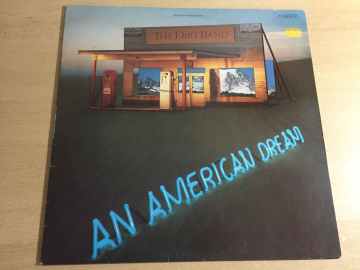 THE DIRT BAND
AN AMERICAN DREAM